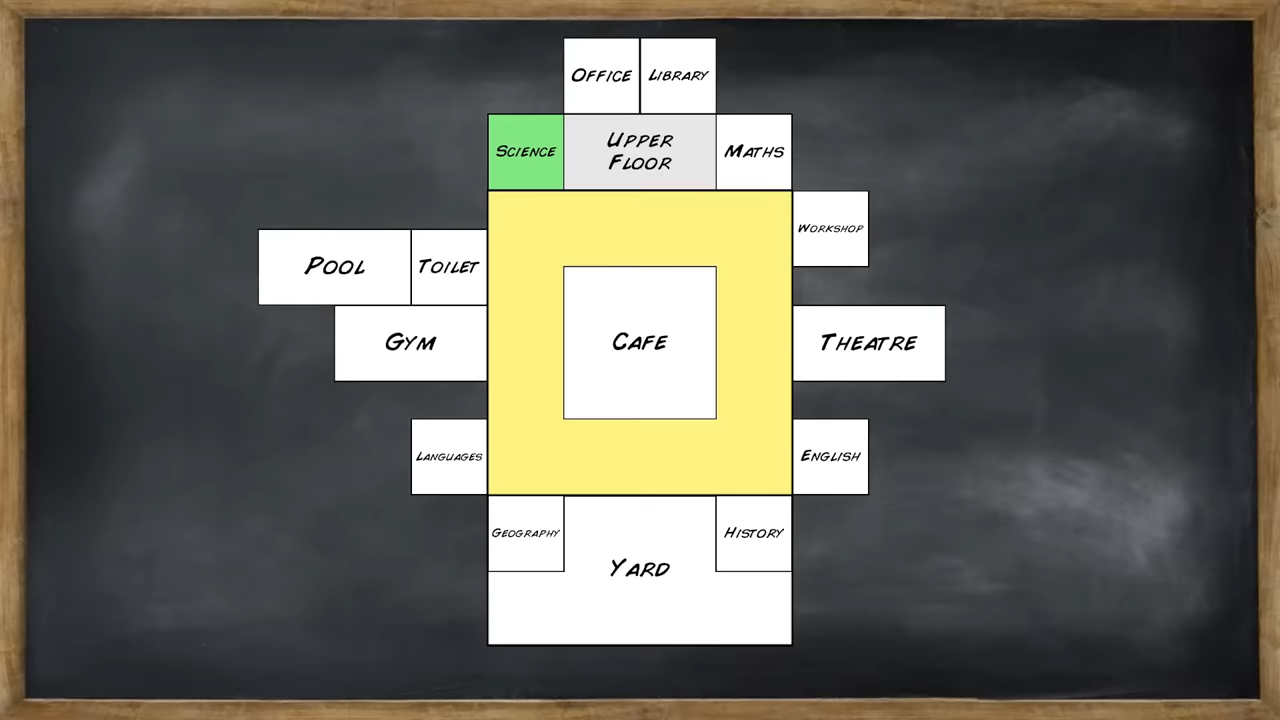 Office
Library
Science
Upper
Floor
Maths
Workshop
Pool
Toilet
Gym
Cafe
Theatre
Languages
English
Geography
History
Yard